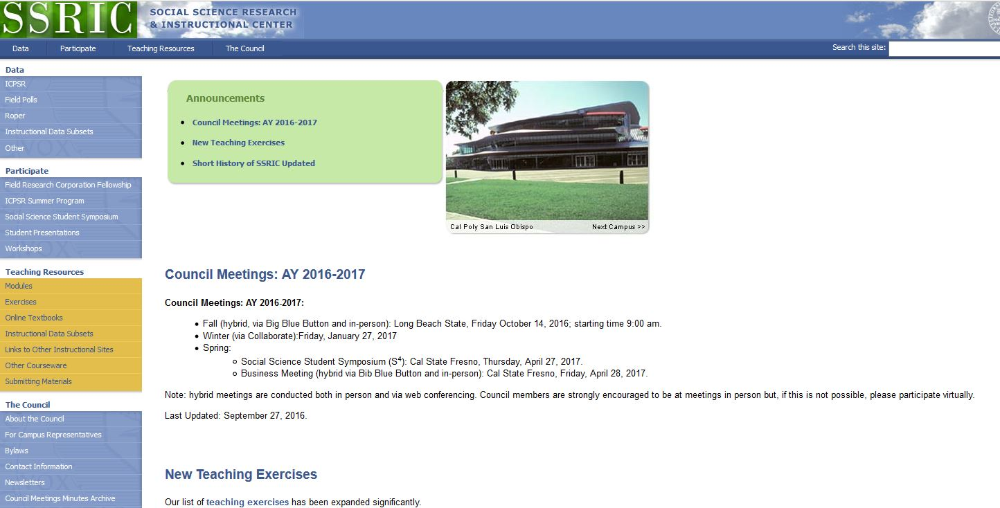 SSRIC
SOCIAL SCIENCE RESEARCH
& INSTRUCTIONAL CENTER
Data Participate Teaching Resources The Council Search this site:
Data
ICPSR
Field Polls
Roper
Instructional Data Subsets
Other
Participate
Field Research Corporation Fellowship
ICPSR Summer Program
Social Science Student Symposium
Student Presentations
Workshops
Teaching Resources
Modules
Exercises
Online Textbooks
Instructional Data Subsets
Links to Other Instructional Sites
Other Courseware
Submitting Materials
The Council
About the Council
For Campus Representatives
Bylaws
Contact Information
Newsletters
Council Meetings Minutes Archive
Announcements
• Council Meetings: AY 2016-2017
• New Teaching Exercises
• Short History of SSRIC Updated
Cal Poly San Luis Obispo Next Campus >>
Council Meetings: AY 2016-2017
Council Meetings: AY 2016-2017:
• Fall (hybrid, via Big Blue Button and in-person): Long Beach State, Friday October 14, 2016; starting time 9:00 am.
• Winter (via Collaborate):Friday, January 27, 2017
• Spring:
o Social Science Student Symposium (S⁴): Cal State Fresno, Thursday, April 27, 2017.
o Business Meeting (hybrid via Bib Blue Button and in-person): Cal State Fresno, Friday, April 28, 2017.
Note: hybrid meetings are conducted both in person and via web conferencing. Council members are strongly encouraged to be at meetings in person but, if this is not possible, please participate virtually.
Last Updated: September 27, 2016.
New Teaching Exercises
Our list of teaching exercises has been expanded significantly.